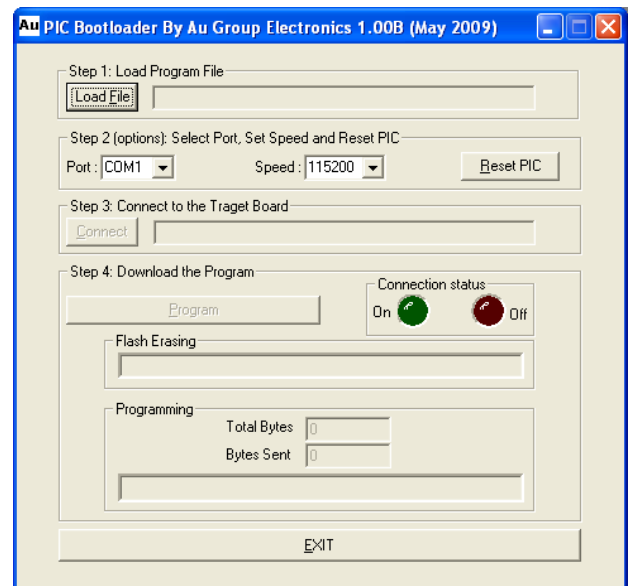 Au PIC Bootloader By Au Group Electronics 1.00B (May 2009)
Step 1: Load Program File
Load File
Step 2 (options): Select Port, Set Speed and Reset PIC
Port : COM1 Speed : 115200 Reset PIC
Step 3: Connect to the Traget Board
Connect
Step 4: Download the Program
Connection status
Program On Off
Flash Erasing
Programming
Total Bytes 0
Bytes Sent 0
EXIT